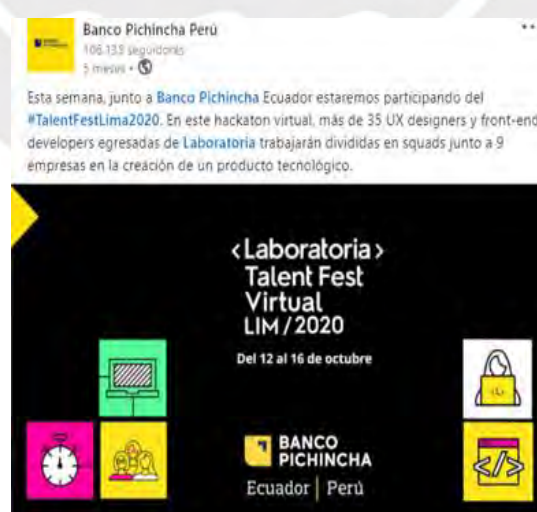 Banco Pichincha Perú
106.133 seguidores
5 meses •
Esta semana, junto a Banco Pichincha Ecuador estaremos participando del
#TalentFestLima2020. En este hackaton virtual, más de 35 UX designers y front-end
developers egresadas de Laboratoria trabajarán divididas en squads junto a 9
empresas en la creación de un producto tecnológico.
<Laboratoria>
Talent Fest
Virtual
LIM/2020
Del 12 al 16 de octubre
BANCO
PICHINCHA
Ecuador | Perú
</>